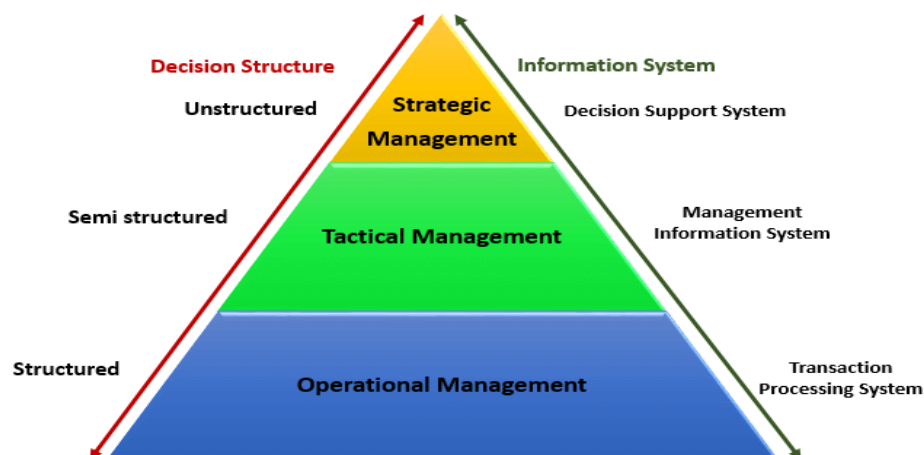 Decision Structure
Information System
Unstructured
Strategic
Management
Decision Support System
Semi structured
Tactical Management
Management
Information System
Structured
Operational Management
Transaction
Processing System